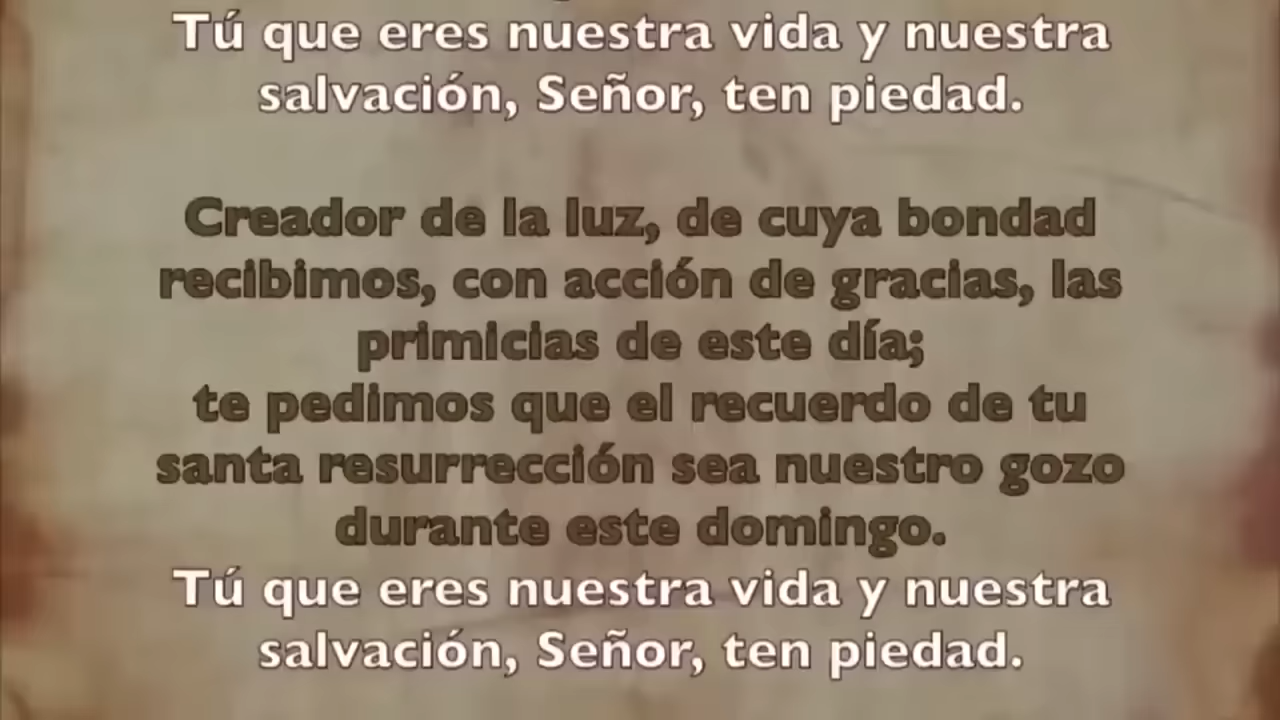 Tú que eres nuestra vida y nuestra
salvación, Señor, ten piedad.
Creador de la luz, de cuya bondad
recibimos, con acción de gracias, las
primicias de este día;
te pedimos que el recuerdo de tu
santa resurrección sea nuestro gozo
durante este domingo.
Tú que eres nuestra vida y nuestra
salvación, Señor, ten piedad.